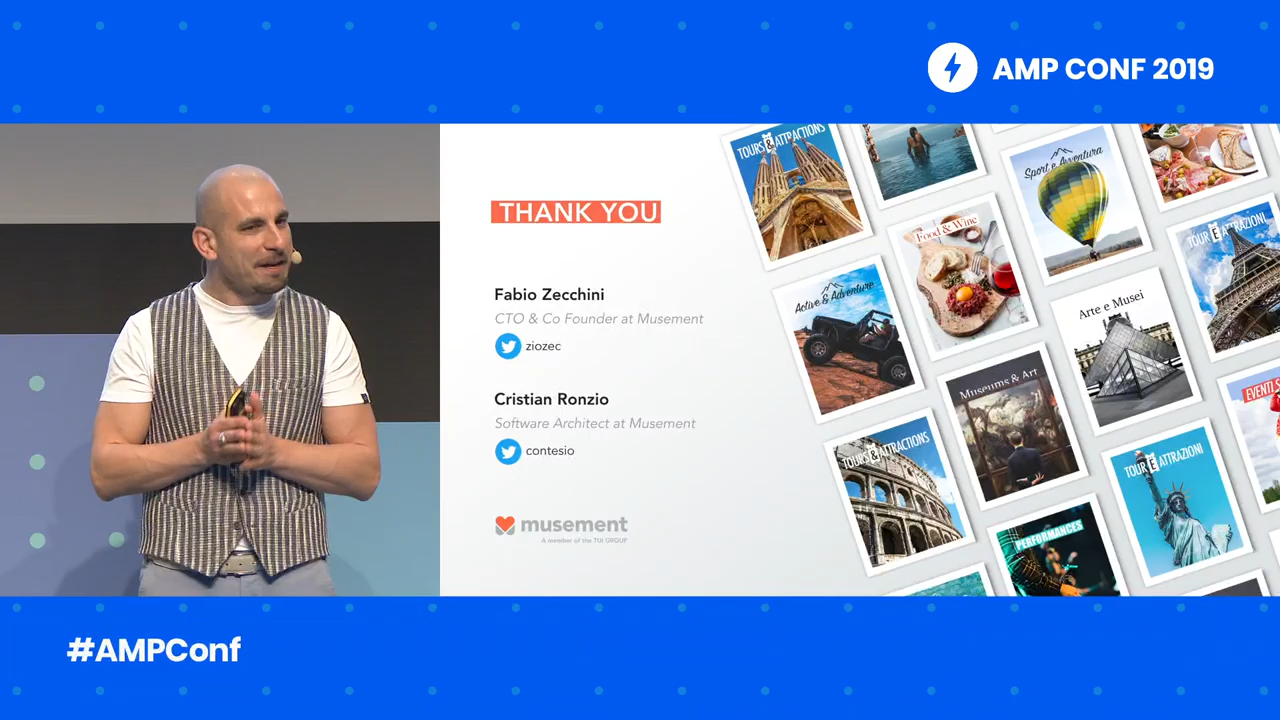 AMP CONF 2019
THANK YOU
Fabio Zecchini
CTO & Co Founder at Musement
ziozec
Cristian Ronzio
Software Architect at Musement
contesio
musement
A member of the TUI GROUP
TOURS & ATTRACTIONS
Sport e Avventura
Food & Wine
TOUR E ATTRAZIONI
Active & Adventure
Arte e Musei
Museums & Art
EVENTI S
TOURS & ATTRACTIONS
TOUR E ATTRAZIONI
PERFORMANCES
#AMPConf